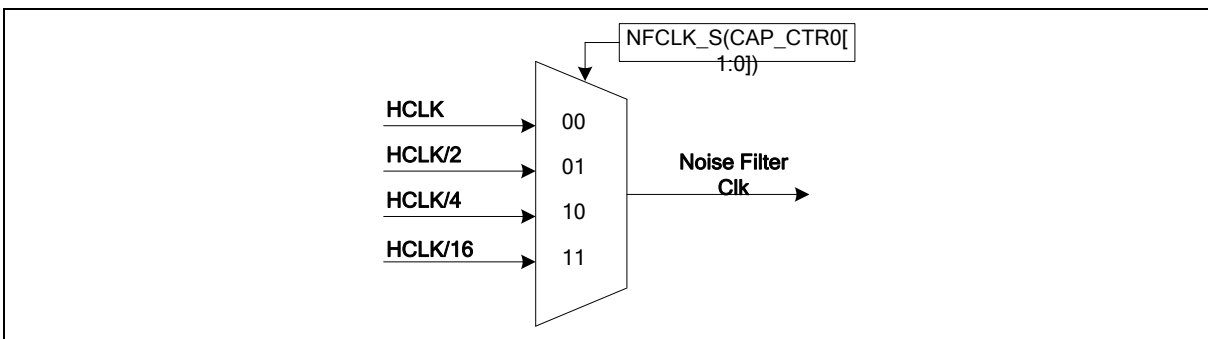 NFCLK_S(CAP_CTR0[
1:0])
HCLK
00
HCLK/2
01
HCLK/4
10
HCLK/16
11
Noise Filter
Clk